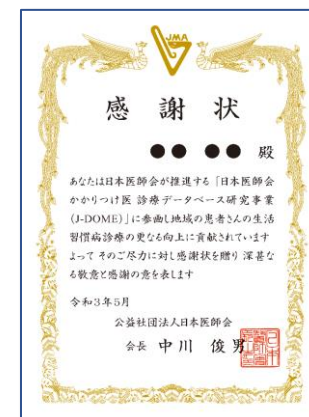 JMA
感謝状
●● ●● 殿
あなたは日本医師会が推進する「日本医師会
かかりつけ医 診療データベース研究事業
(J-DOME)」に参画し地域の患者さんの生活
習慣病診療の更なる向上に貢献されています
よって そのご尽力に対し感謝状を贈り 深甚な
る敬意と感謝の意を表します
令和3年5月
公益社団法人日本医師会
会長 中川 俊男